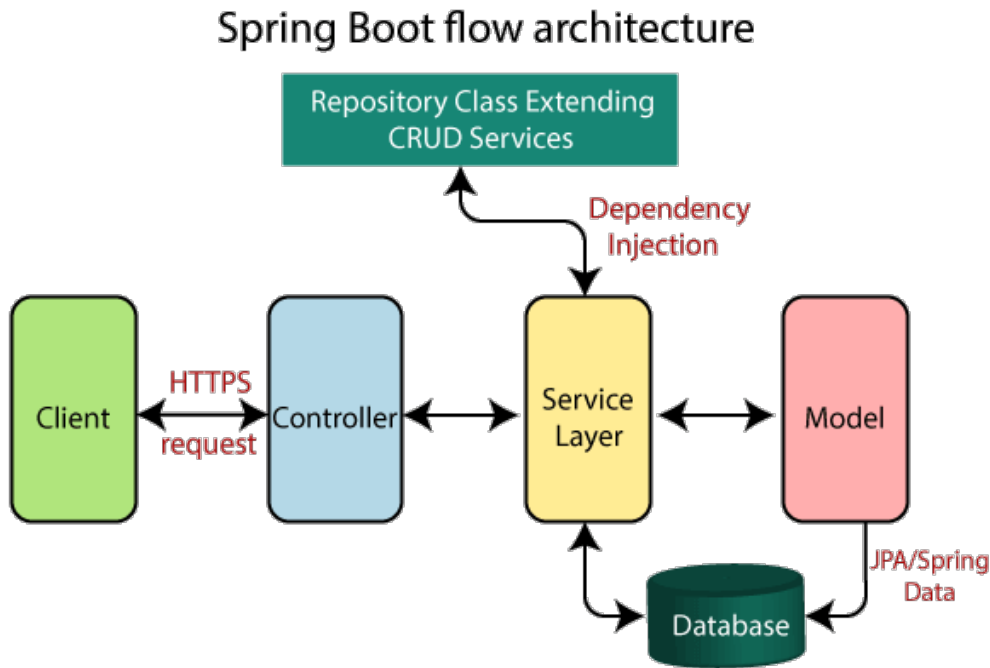 Spring Boot flow architecture
Repository Class Extending
CRUD Services
Dependency
Injection
Client
HTTPS
request
Controller
Service
Layer
Model
JPA/Spring
Data
Database